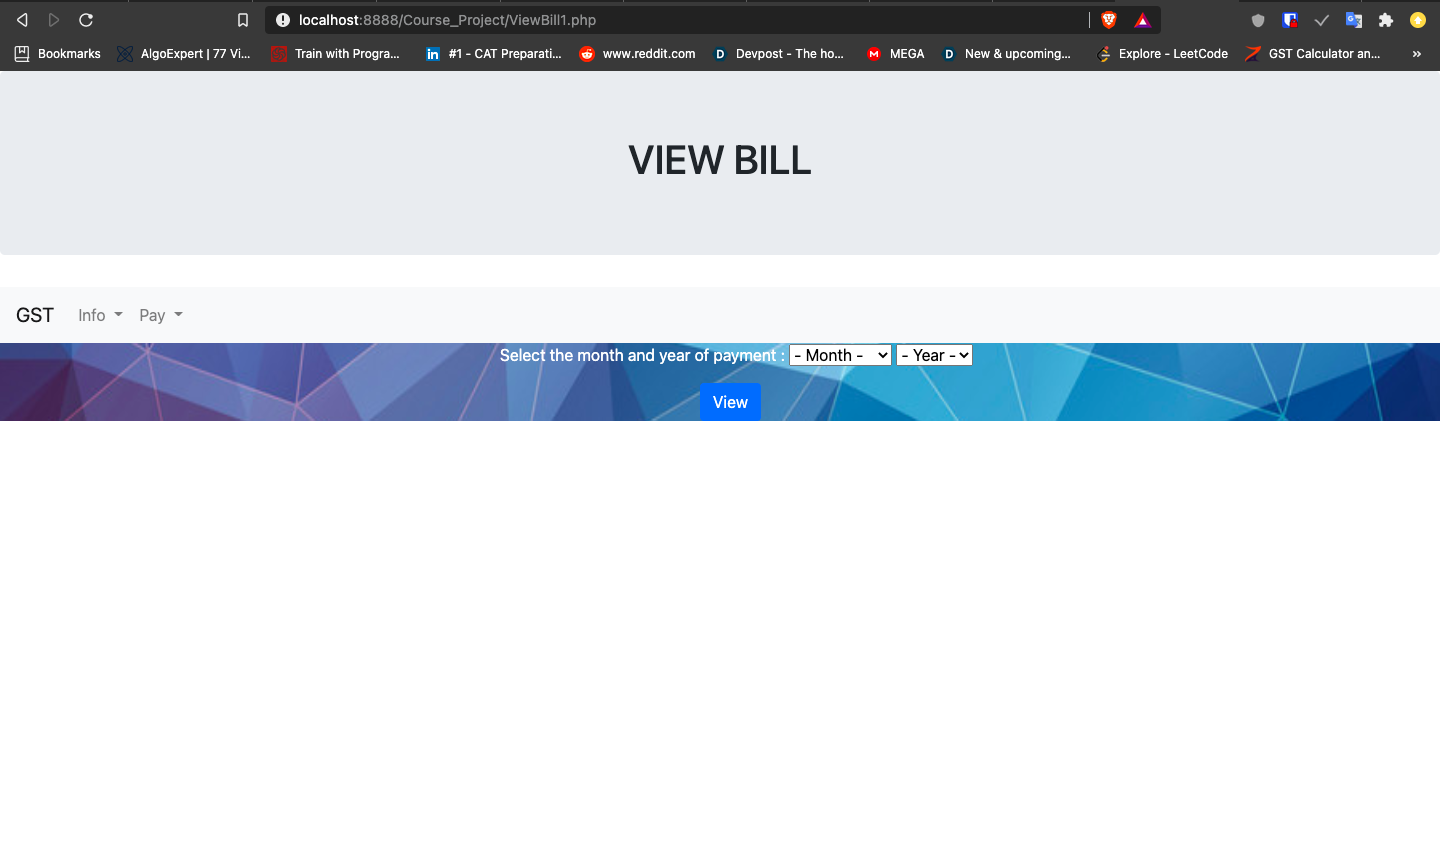 localhost:8888/Course_Project/ViewBill1.php
Bookmarks AlgoExpert | 77 Vi... Train with Progra... in #1 - CAT Preparati... www.reddit.com D Devpost - The ho... M MEGA D New & upcoming... Explore - LeetCode GST Calculator an... »
VIEW BILL
GST Info Pay
Select the month and year of payment : - Month - - Year -
View